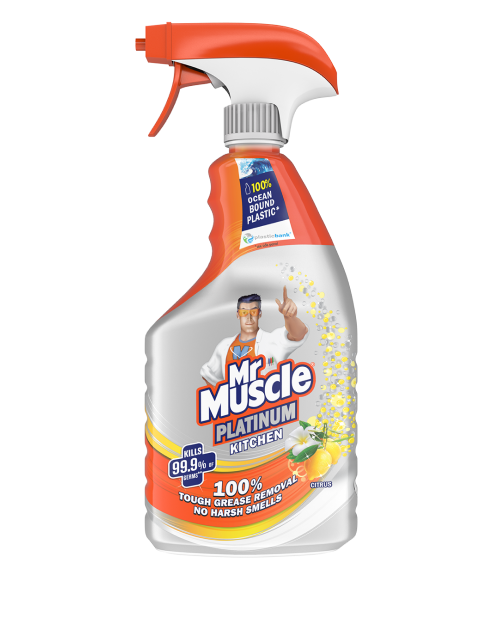 100%
OCEAN
BOUND
PLASTIC*
plasticbank
Mr
Muscle
PLATINUM
KITCHEN
KILLS
99.9% OF
GERMS
100%
TOUGH GREASE REMOVAL
NO HARSH SMELLS
CITRUS